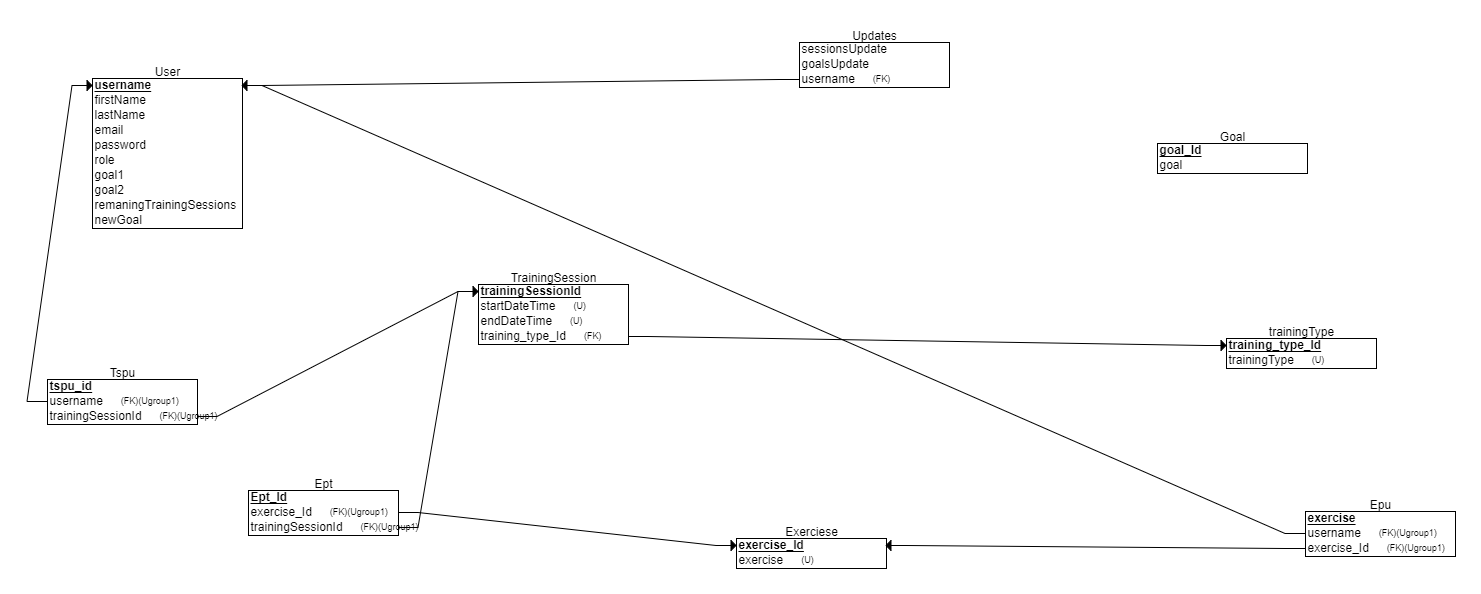 Updates
sessionsUpdate
goalsUpdate
username (FK)
User
username
firstName
lastName
email
password
role
goal1
goal2
remaningTrainingSessions
newGoal
Goal
goal_Id
goal
TrainingSession
trainingSessionId
startDateTime (U)
endDateTime (U)
training_type_Id (FK)
trainingType
training_type_Id
trainingType (U)
Tspu
tspu_id
username (FK)(Ugroup1)
trainingSessionId (FK)(Ugroup1)
Ept
Ept_Id
exercise_Id (FK)(Ugroup1)
trainingSessionId (FK)(Ugroup1)
Exerciese
exercise_Id
exercise (U)
Epu
exercise
username (FK)(Ugroup1)
exercise_Id (FK)(Ugroup1)